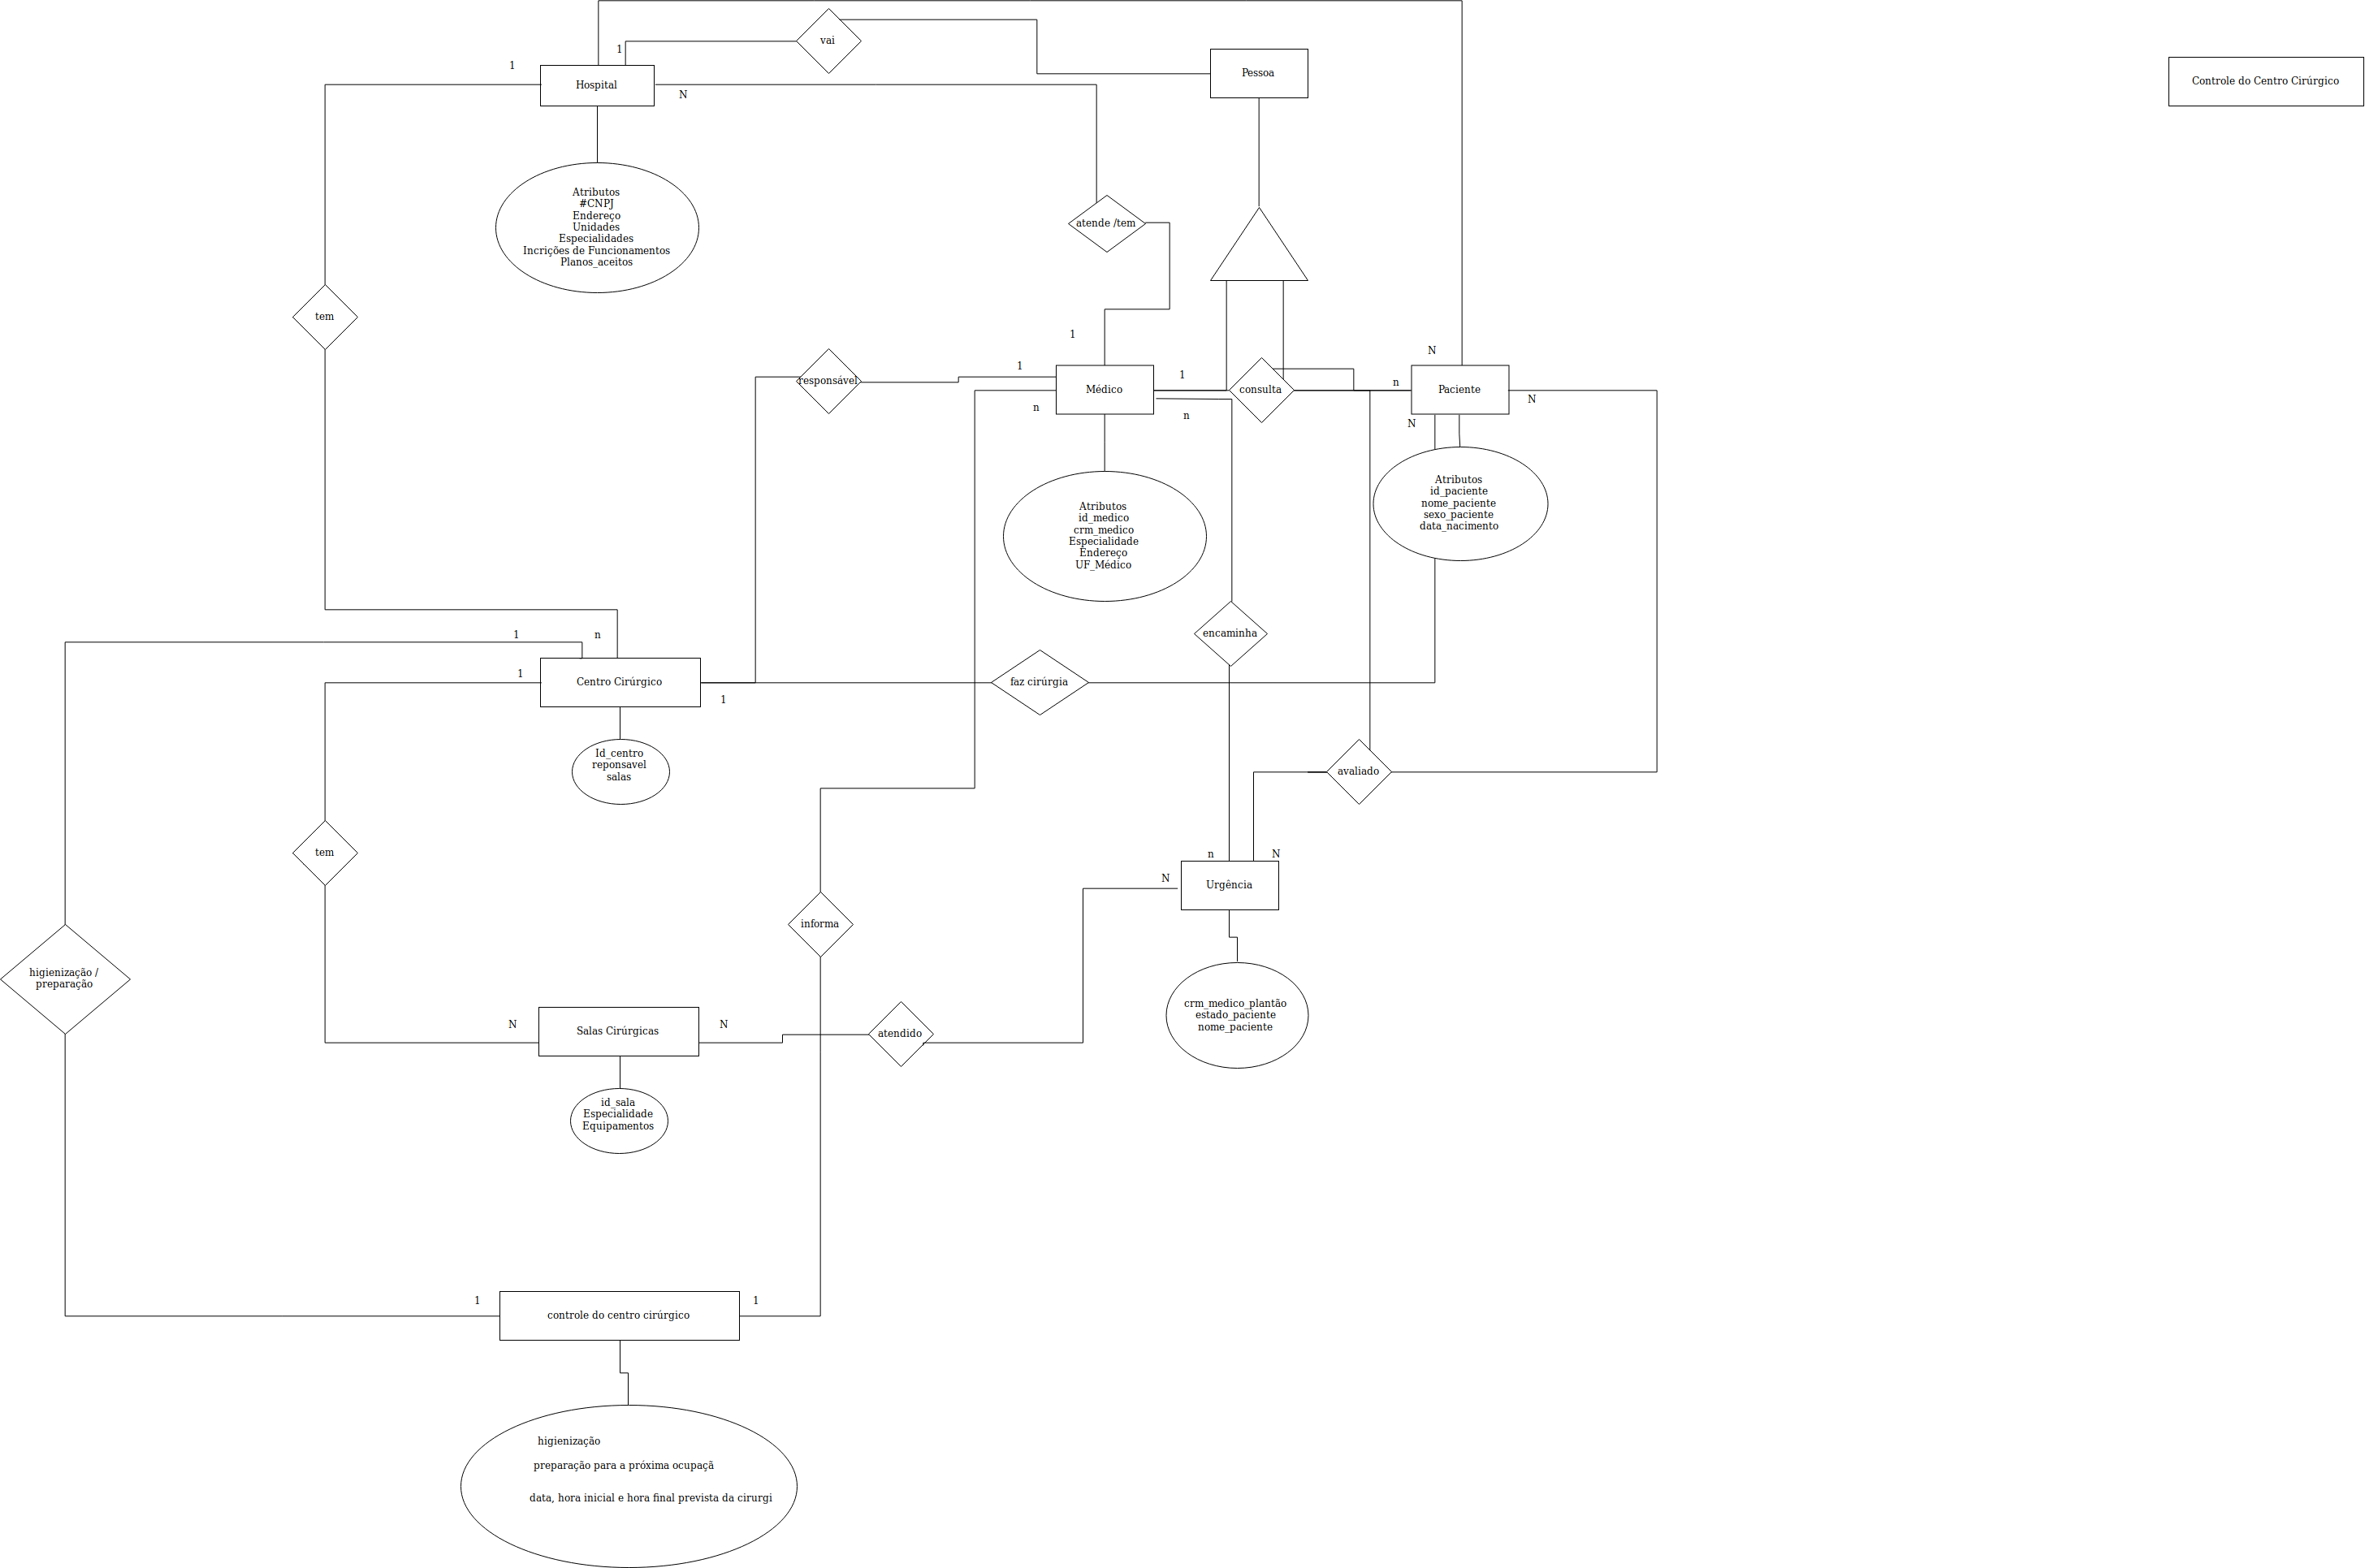 vai
1
1
Hospital
N
Pessoa
Controle do Centro Cirúrgico
Atributos
#CNPJ
Endereço
Unidades
Especialidades
Incrições de Funcionamentos
Planos_aceitos
atende /tem
tem
1
N
responsável
1
Médico
1
consulta
n
Paciente
N
n
n
N
Atributos
id_medico
crm_medico
Especialidade
Endereço
UF_Médico
Atributos
id_paciente
nome_paciente
sexo_paciente
data_nacimento
1
n
encaminha
1
Centro Cirúrgico
1
faz cirúrgia
Id_centro
reponsavel
salas
avaliado
tem
n
N
N
Urgência
informa
higienização /
preparação
crm_medico_plantão
estado_paciente
nome_paciente
N
Salas Cirúrgicas
N
atendido
id_sala
Especialidade
Equipamentos
1
controle do centro cirúrgico
1
higienização
preparação para a próxima ocupaçã
data, hora inicial e hora final prevista da cirurgi